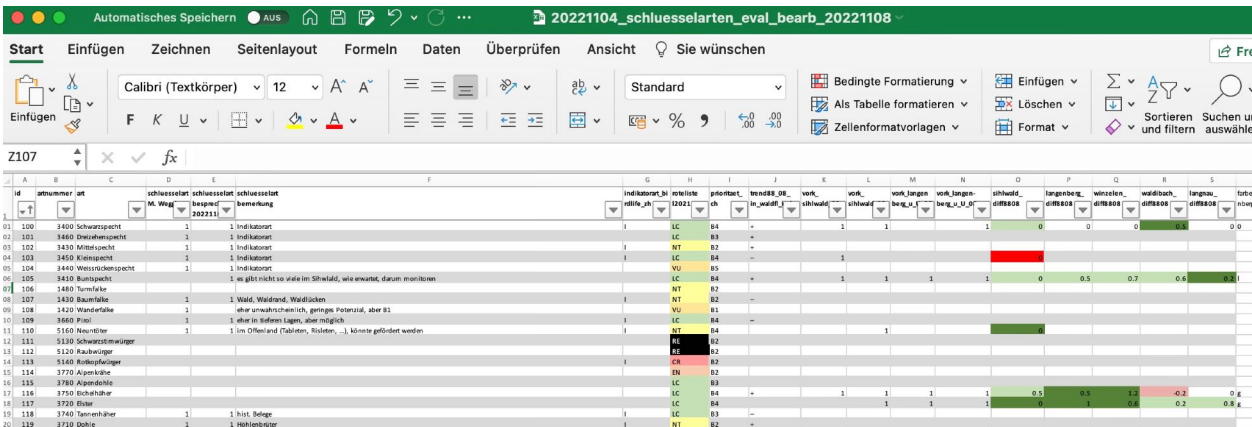 Automatisches Speichern AUS 20221104_schluesselarten_eval_bearb_20221108
Start Einfügen Zeichnen Seitenlayout Formeln Daten Überprüfen Ansicht Sie wünschen Fre
Calibri (Textkörper) 12 A^ A Standard Bedingte Formatierung Einfügen
Als Tabelle formatieren Löschen
Einfügen F K U A % Zellenformatvorlagen Format Sortieren und filtern Suchen u auswähle
Z107 fx
A B C D E F G H I J K L M N O P Q R S
id artnummer art schluesselart schluesselart schluesselart indikatorart_bi roteliste prioritaet_ trend88_08_ vork_ vork_ vork_langen vork_langen- sihlwald_ langenberg_ winzelen_ waldibach_ langnau_ farbe
bemerkung diff8808 diff8808 diff8808 diff8808 diff8808
100 3400 Schwarzspecht 1 1 Indikatorart I LC B4 + 1 1 1 0 0 0 0.5 0 0
101 3460 Dreizehenspecht 1 1 Indikatorart LC B3 +
102 3430 Mittelspecht 1 1 Indikatorart I NT B2 +
103 3450 Kleinspecht 1 1 Indikatorart I LC B4 – 1
104 3440 Weissrückenspecht 1 1 Indikatorart VU B5
105 3410 Buntspecht 1 es gibt nicht so viele im Sihwald, wie erwartet, darum monitoren LC B4 + 1 1 1 1 0 0.5 0.7 0.6 0.2
106 1480 Turmfalke NT B2
107 1430 Baumfalke 1 1 Wald, Waldrand, Waldlücken I NT B2 –
108 1420 Wanderfalke eher unwahrscheinlich, geringes Potenzial, aber B1 VU B1
109 3660 Pirol 1 1 eher in tieferen Lagen, aber möglich I LC B4 –
110 5160 Neuntöter 1 1 im Offenland (Tableten, Risleten, ...), könnte gefördert werden I NT B4 1 0
111 5130 Schwarzstirnwürger RE B2
112 5120 Raubwürger RE B2
113 5140 Rotkopfwürger I CR B2
114 3770 Alpenkrähe EN B2
115 3780 Alpendohle LC B3
116 3750 Eichelhäher LC B4 + 1 1 1 1 0.5 0.5 1.2 -0.2 0 g
117 3720 Elster LC B4 1 1 1 0 1 0.6 0.2 0.8 g
118 3740 Tannenhäher 1 1 hist. Belege I LC B3 –
119 3710 Dohle 1 1 Höhlenbrüter I NT B2 +